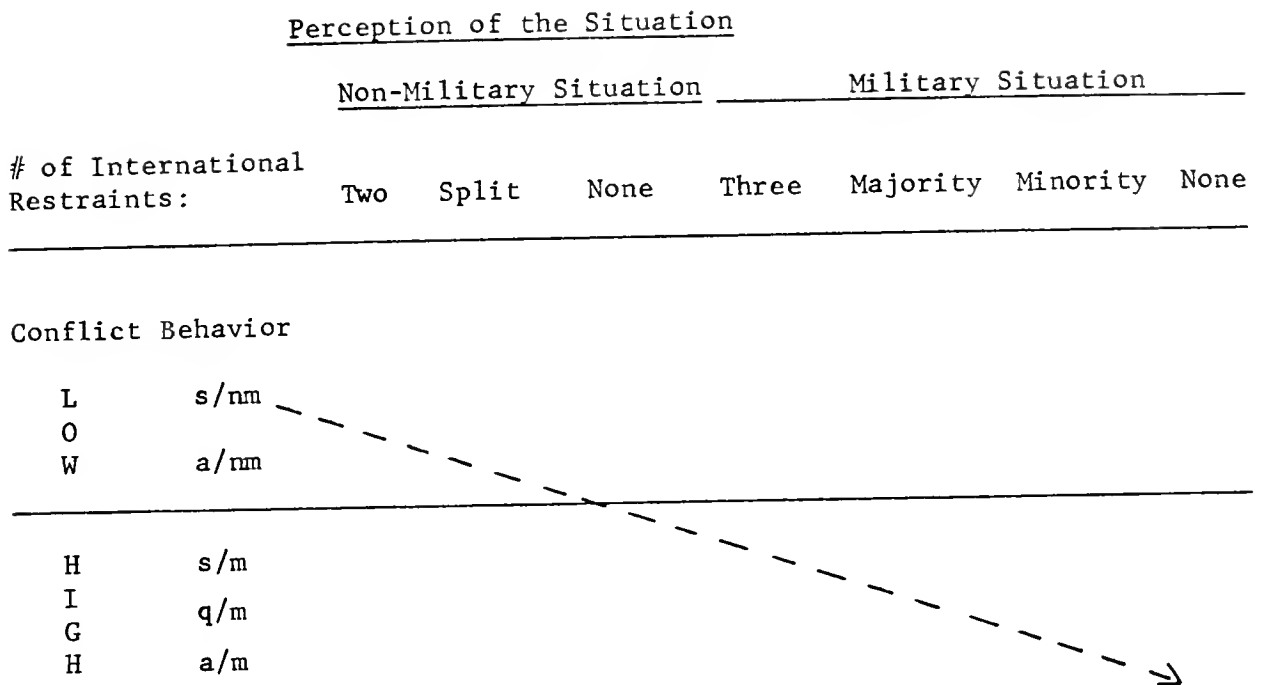 Perception of the Situation
Non-Military Situation Military Situation
# of International
Restraints: Two Split None Three Majority Minority None
Conflict Behavior
L s/nm
O
W a/nm
H s/m
I q/m
G
H a/m